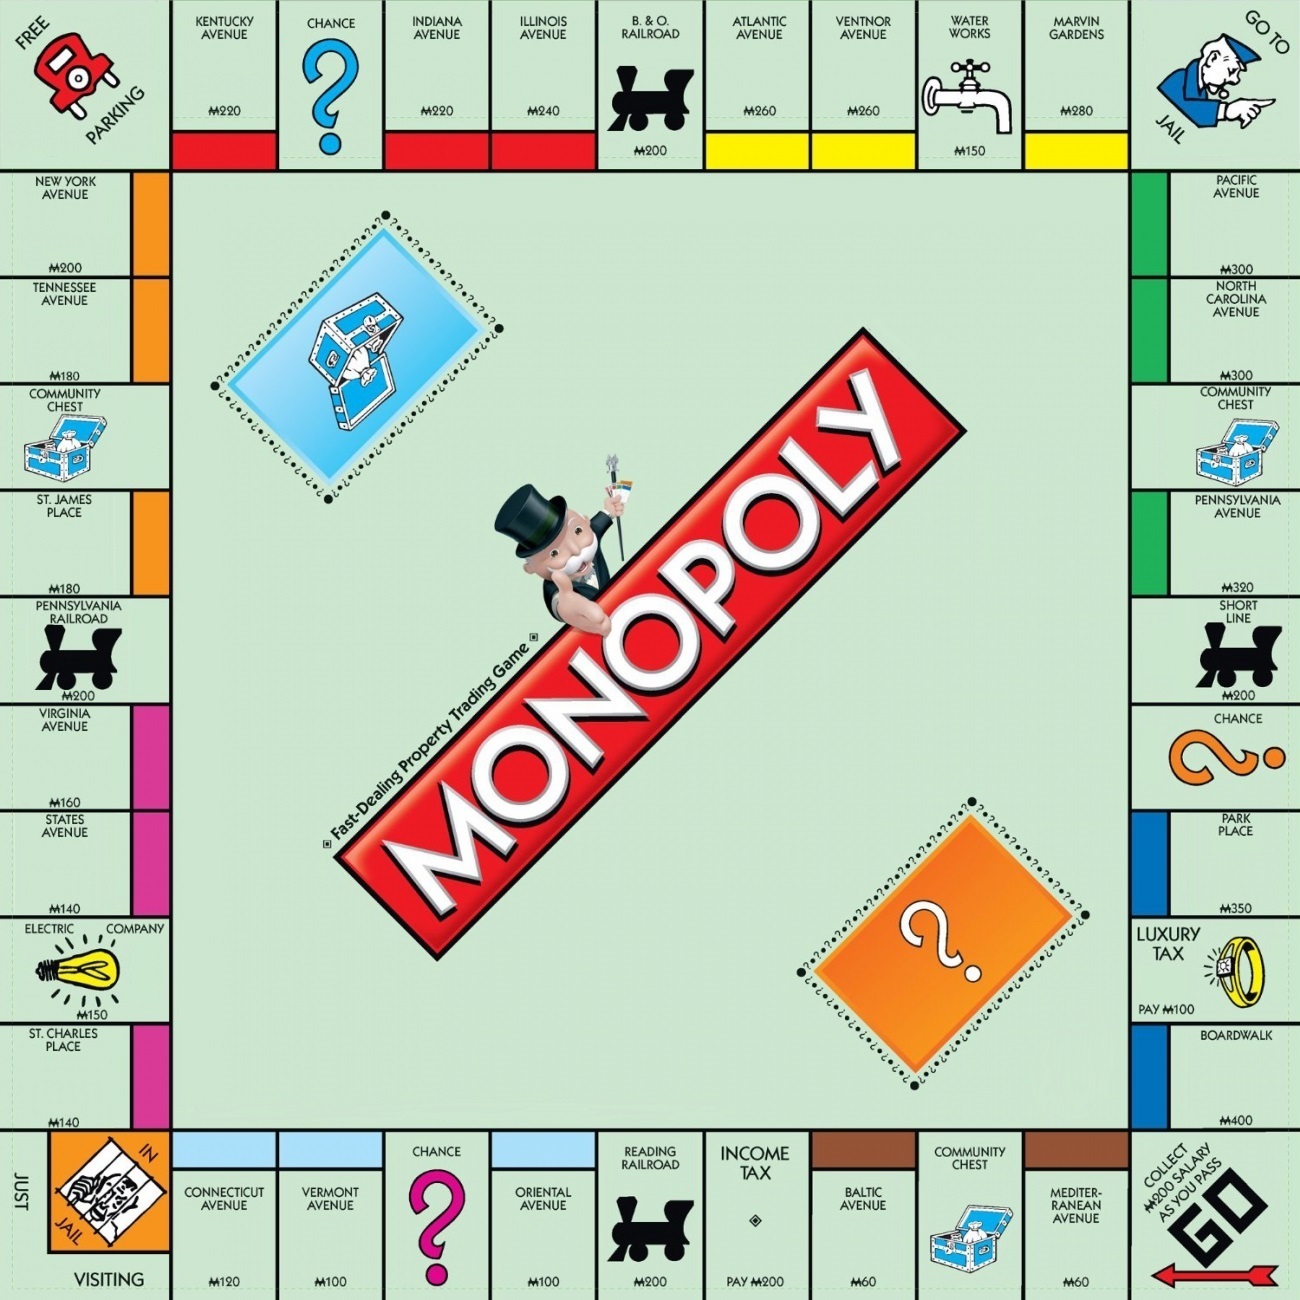 FREE
PARKING
KENTUCKY
AVENUE
₩220
CHANCE
INDIANA
AVENUE
₩220
ILLINOIS
AVENUE
₩240
B. & O.
RAILROAD
₩200
ATLANTIC
AVENUE
₩260
VENTNOR
AVENUE
₩260
WATER
WORKS
₩150
MARVIN
GARDENS
₩280
GO TO
JAIL
NEW YORK
AVENUE
₩200
TENNESSEE
AVENUE
₩180
COMMUNITY
CHEST
ST. JAMES
PLACE
₩180
PENNSYLVANIA
RAILROAD
₩200
VIRGINIA
AVENUE
₩160
STATES
AVENUE
₩140
ELECTRIC COMPANY
₩150
ST. CHARLES
PLACE
₩140
Fast-Dealing Property Trading Game
MONOPOLY
?
PACIFIC
AVENUE
₩300
NORTH
CAROLINA
AVENUE
₩300
COMMUNITY
CHEST
PENNSYLVANIA
AVENUE
₩320
SHORT
LINE
₩200
CHANCE
PARK
PLACE
₩350
LUXURY
TAX
PAY ₩100
BOARDWALK
₩400
JUST
VISITING
IN
JAIL
CONNECTICUT
AVENUE
₩120
VERMONT
AVENUE
₩100
CHANCE
ORIENTAL
AVENUE
₩100
READING
RAILROAD
₩200
INCOME
TAX
PAY ₩200
BALTIC
AVENUE
₩60
COMMUNITY
CHEST
MEDITER-
RANEAN
AVENUE
₩60
COLLECT
₩200 SALARY
AS YOU PASS
GO